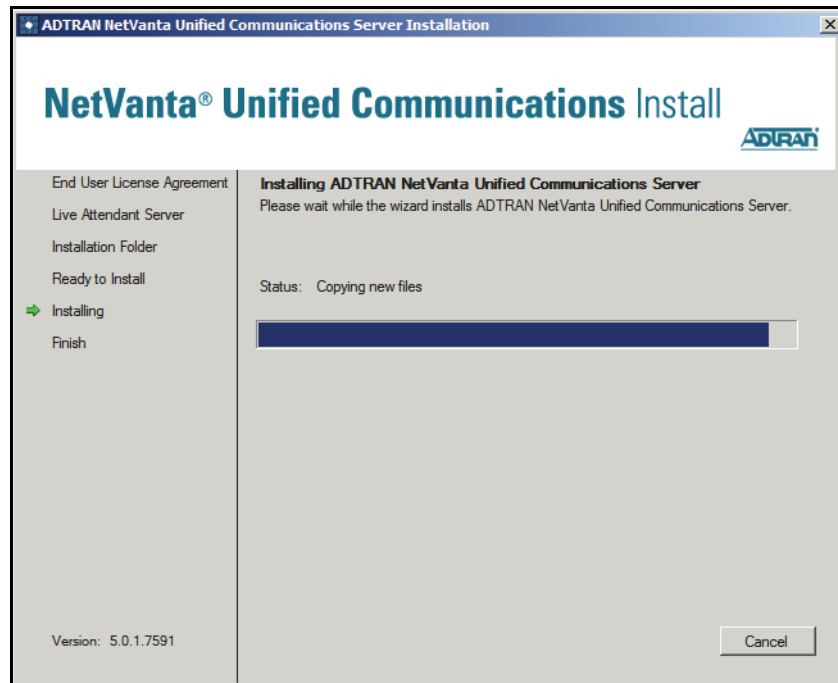 ADTRAN NetVanta Unified Communications Server Installation
NetVanta® Unified Communications Install
ADTRAN
End User License Agreement
Live Attendant Server
Installation Folder
Ready to Install
Installing
Finish
Installing ADTRAN NetVanta Unified Communications Server
Please wait while the wizard installs ADTRAN NetVanta Unified Communications Server.
Status: Copying new files
Version: 5.0.1.7591
Cancel